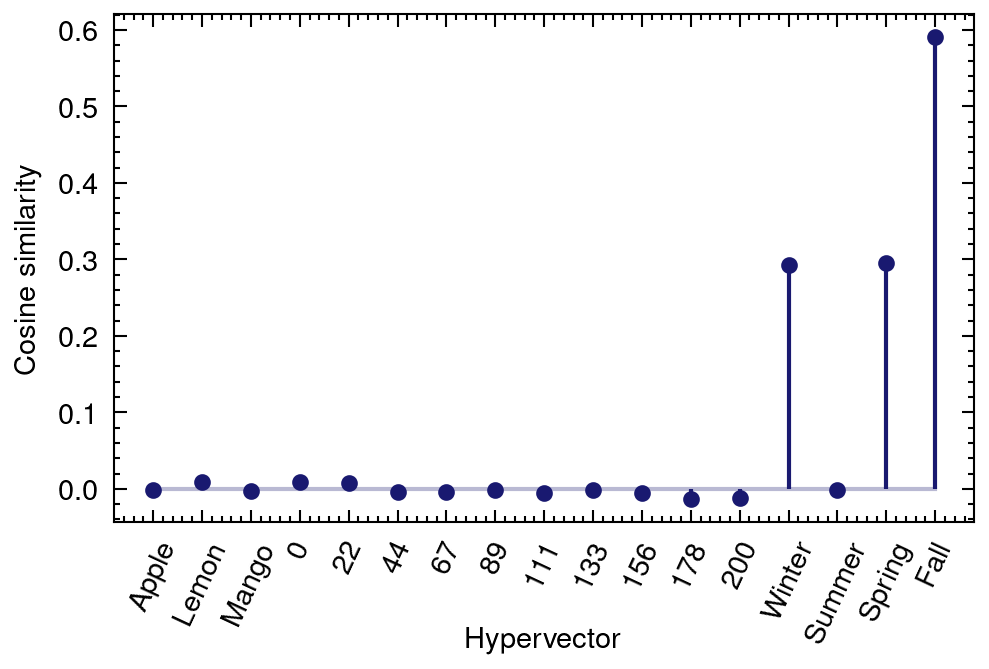 Cosine similarity
0.6
0.5
0.4
0.3
0.2
0.1
0.0
Apple
Lemon
Mango
0
22
44
67
89
111
133
156
178
200
Winter
Summer
Spring
Fall
Hypervector